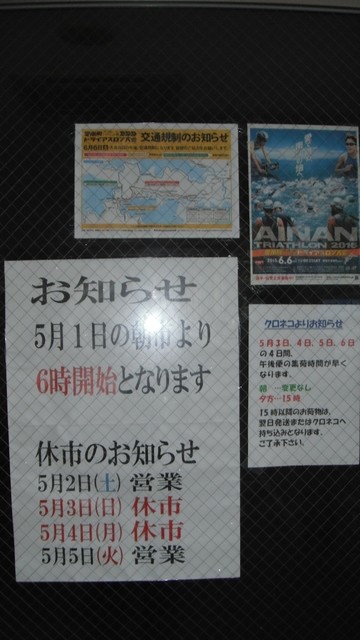 交通規制のお知らせ
AINAN
TRIATHLON 2015
6.6
お知らせ
5月1日の朝市より
6時開始となります
休市のお知らせ
5月2日(土) 営業
5月3日(日) 休市
5月4日(月) 休市
5月5日(火) 営業
クロネコよりお知らせ
5月3日、4日、5日、6日
の4日間、
午後便の集荷時間が早く
なります。
朝…変更なし
夕方…15時
15時以降のお荷物は、
翌日発送またはクロネコへ
持ち込みとなります。
ご了承下さい。